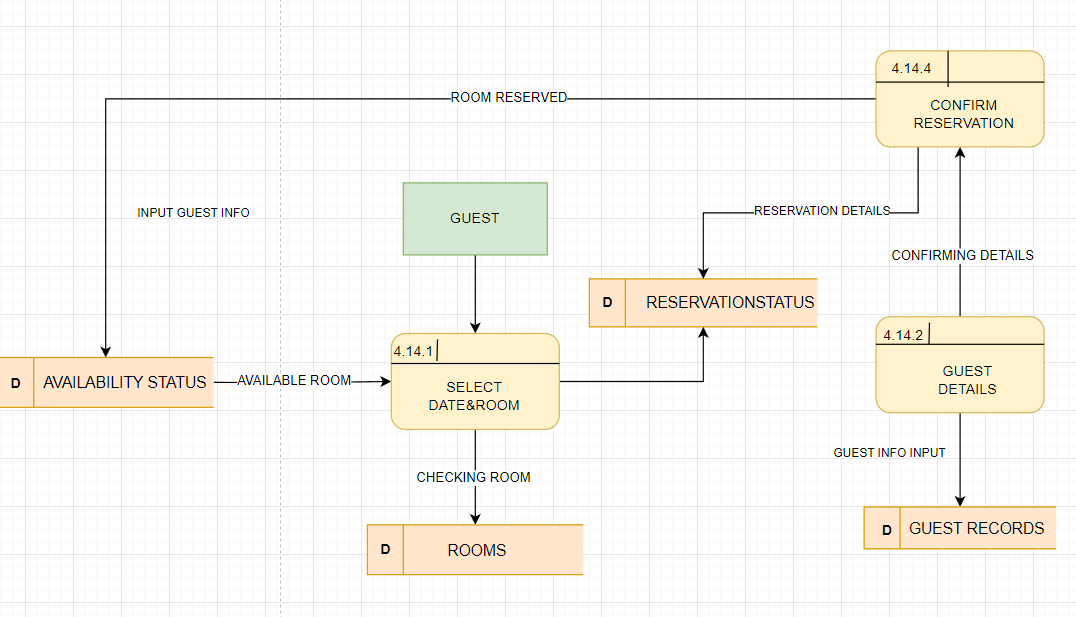 4.14.4
ROOM RESERVED
CONFIRM
RESERVATION
INPUT GUEST INFO
GUEST
RESERVATION DETAILS
CONFIRMING DETAILS
D
RESERVATIONSTATUS
4.14.2
4.14.1
GUEST
DETAILS
D
AVAILABILITY STATUS
AVAILABLE ROOM
SELECT
DATE&ROOM
GUEST INFO INPUT
CHECKING ROOM
D
GUEST RECORDS
D
ROOMS